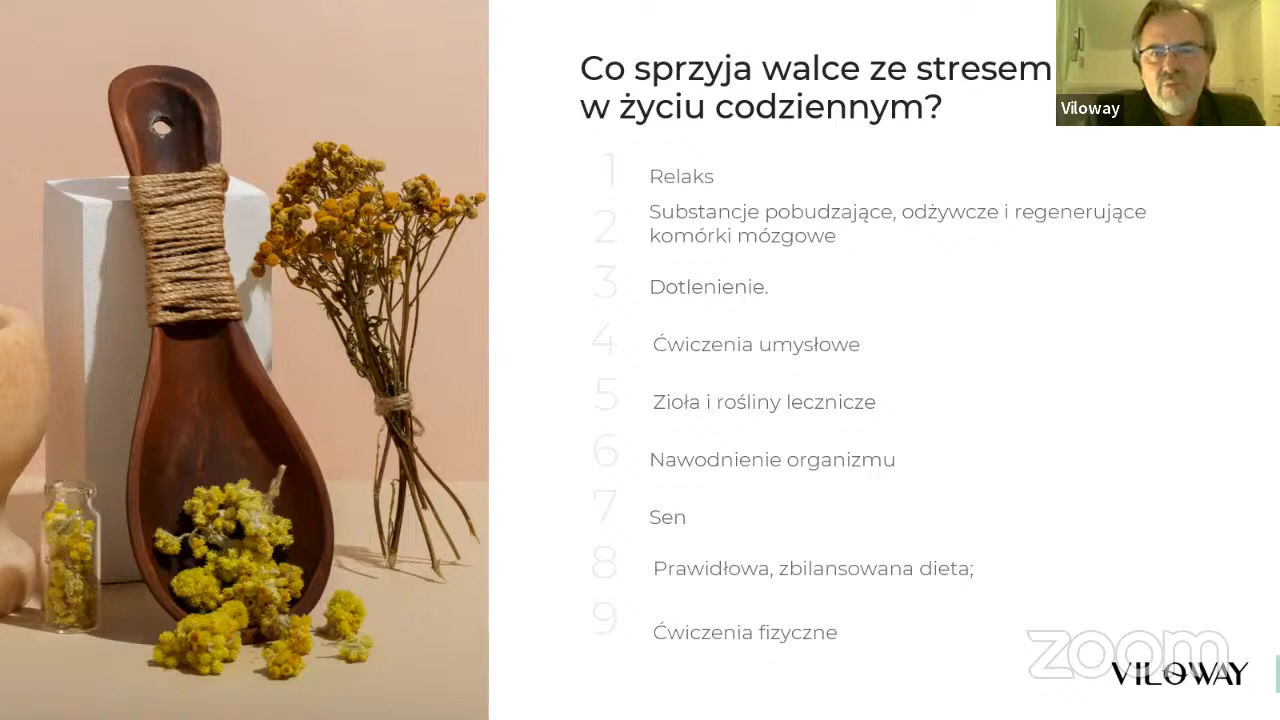 Co sprzyja walce ze stresem
w życiu codziennym?
Viloway
1 Relaks
2 Substancje pobudzające, odżywcze i regenerujące
komórki mózgowe
3 Dotlenienie.
4 Ćwiczenia umysłowe
5 Zioła i rośliny lecznicze
6 Nawodnienie organizmu
7 Sen
8 Prawidłowa, zbilansowana dieta;
9 Ćwiczenia fizyczne
zoom
VILOWAY